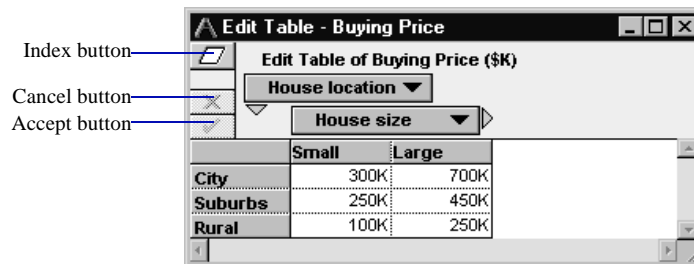 Edit Table - Buying Price
Index button
Edit Table of Buying Price ($K)
House location
Cancel button
Accept button
House size
Small Large
City 300K 700K
Suburbs 250K 450K
Rural 100K 250K